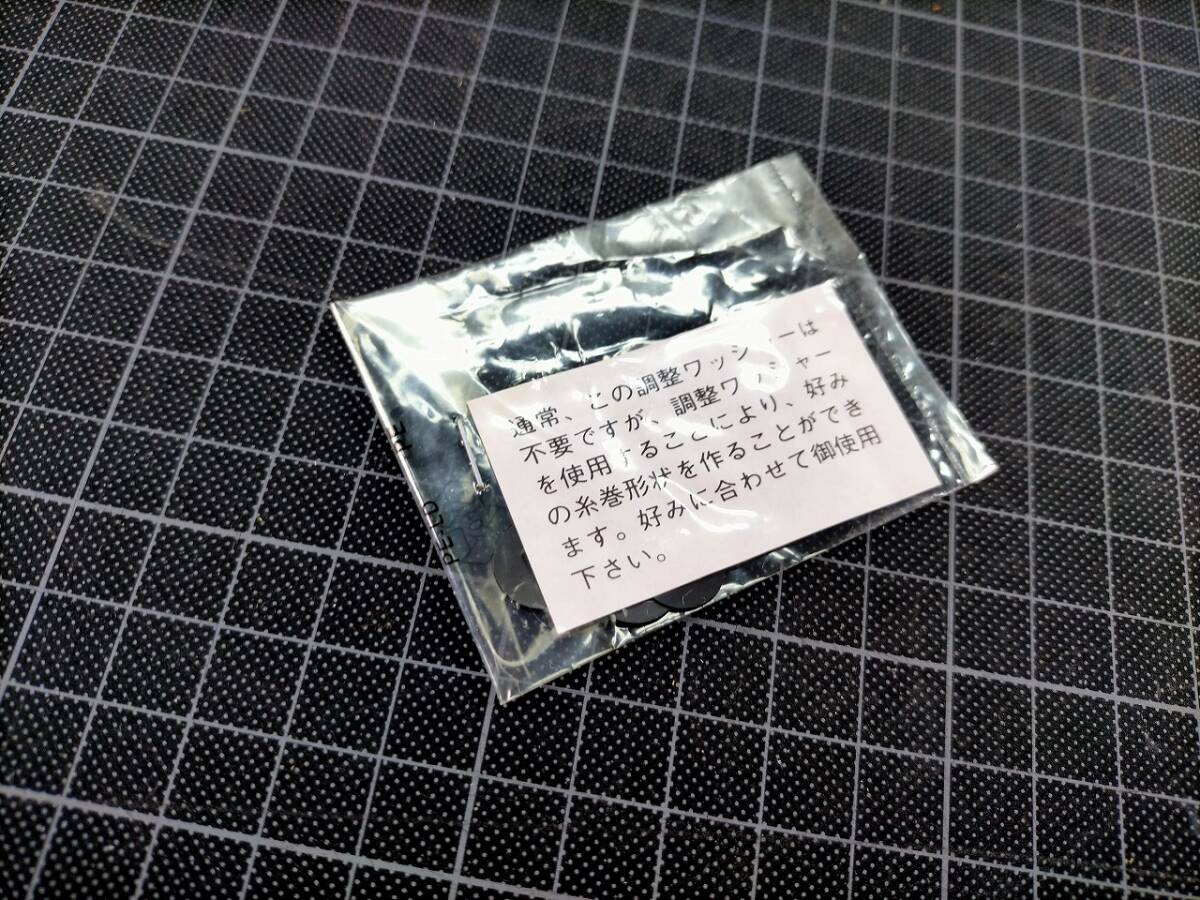 通常、この調整ワッシャーは
不要ですが、調整ワッシャー
を使用することにより、好み
の糸巻形状を作ることができ
ます。好みに合わせて御使用
下さい。